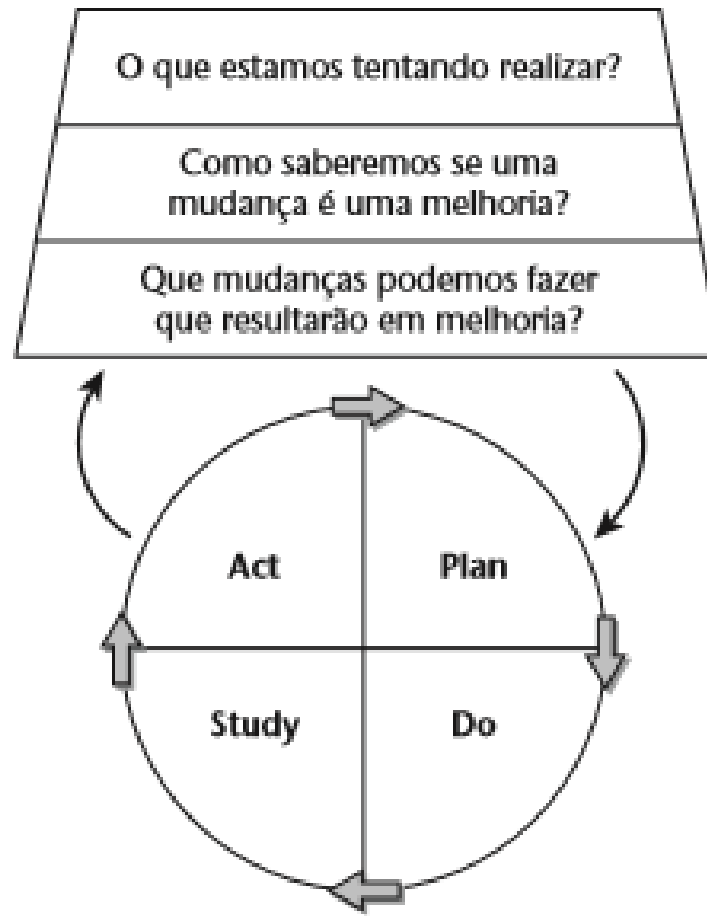 O que estamos tentando realizar?
Como saberemos se uma
mudança é uma melhoria?
Que mudanças podemos fazer
que resultarão em melhoria?
Act
Plan
Study
Do